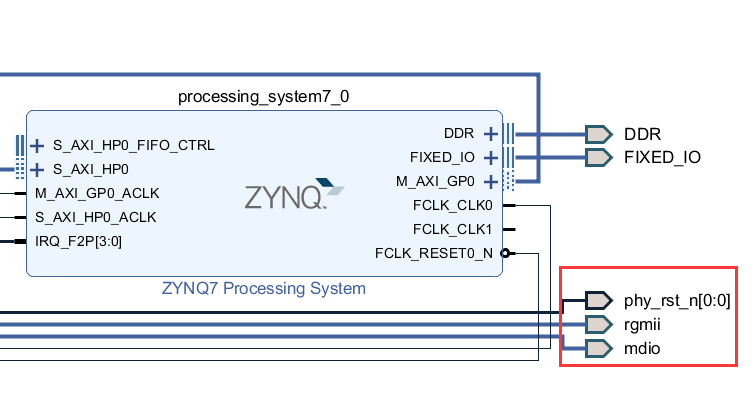 processing_system7_0
S_AXI_HP0_FIFO_CTRL
S_AXI_HP0
M_AXI_GP0_ACLK
S_AXI_HP0_ACLK
IRQ_F2P[3:0]
ZYNQ
DDR
FIXED_IO
M_AXI_GP0
FCLK_CLK0
FCLK_CLK1
FCLK_RESET0_N
ZYNQ7 Processing System
DDR
FIXED_IO
phy_rst_n[0:0]
rgmii
mdio